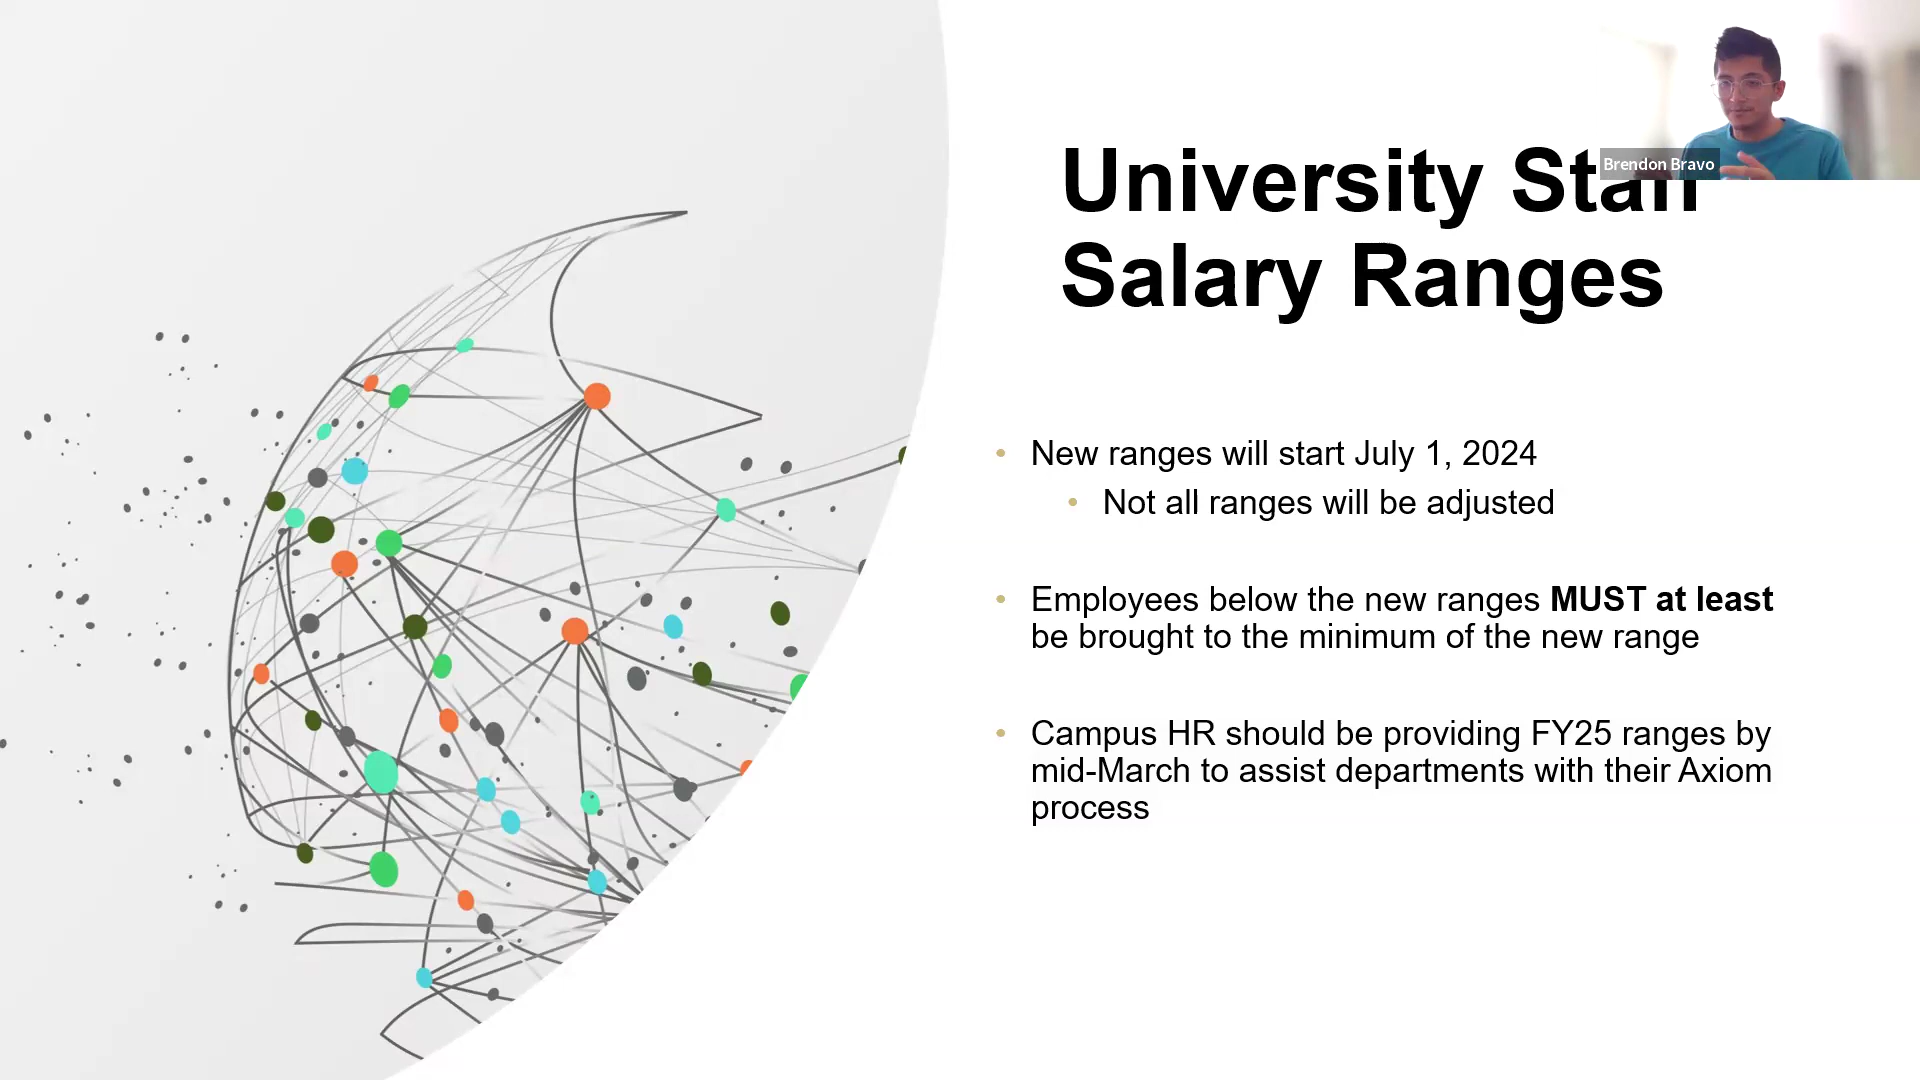 University Staff
Salary Ranges
Brendon Bravo
• New ranges will start July 1, 2024
• Not all ranges will be adjusted
• Employees below the new ranges MUST at least
be brought to the minimum of the new range
• Campus HR should be providing FY25 ranges by
mid-March to assist departments with their Axiom
process